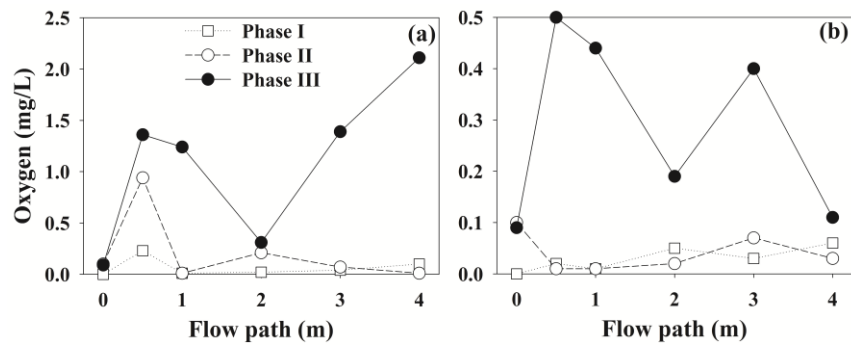 2.5
2.0
1.5
1.0
0.5
0.0
Oxygen (mg/L)
Phase I
Phase II
Phase III
(a)
0 1 2 3 4
Flow path (m)
0.5
0.4
0.3
0.2
0.1
0.0
(b)
0 1 2 3 4
Flow path (m)